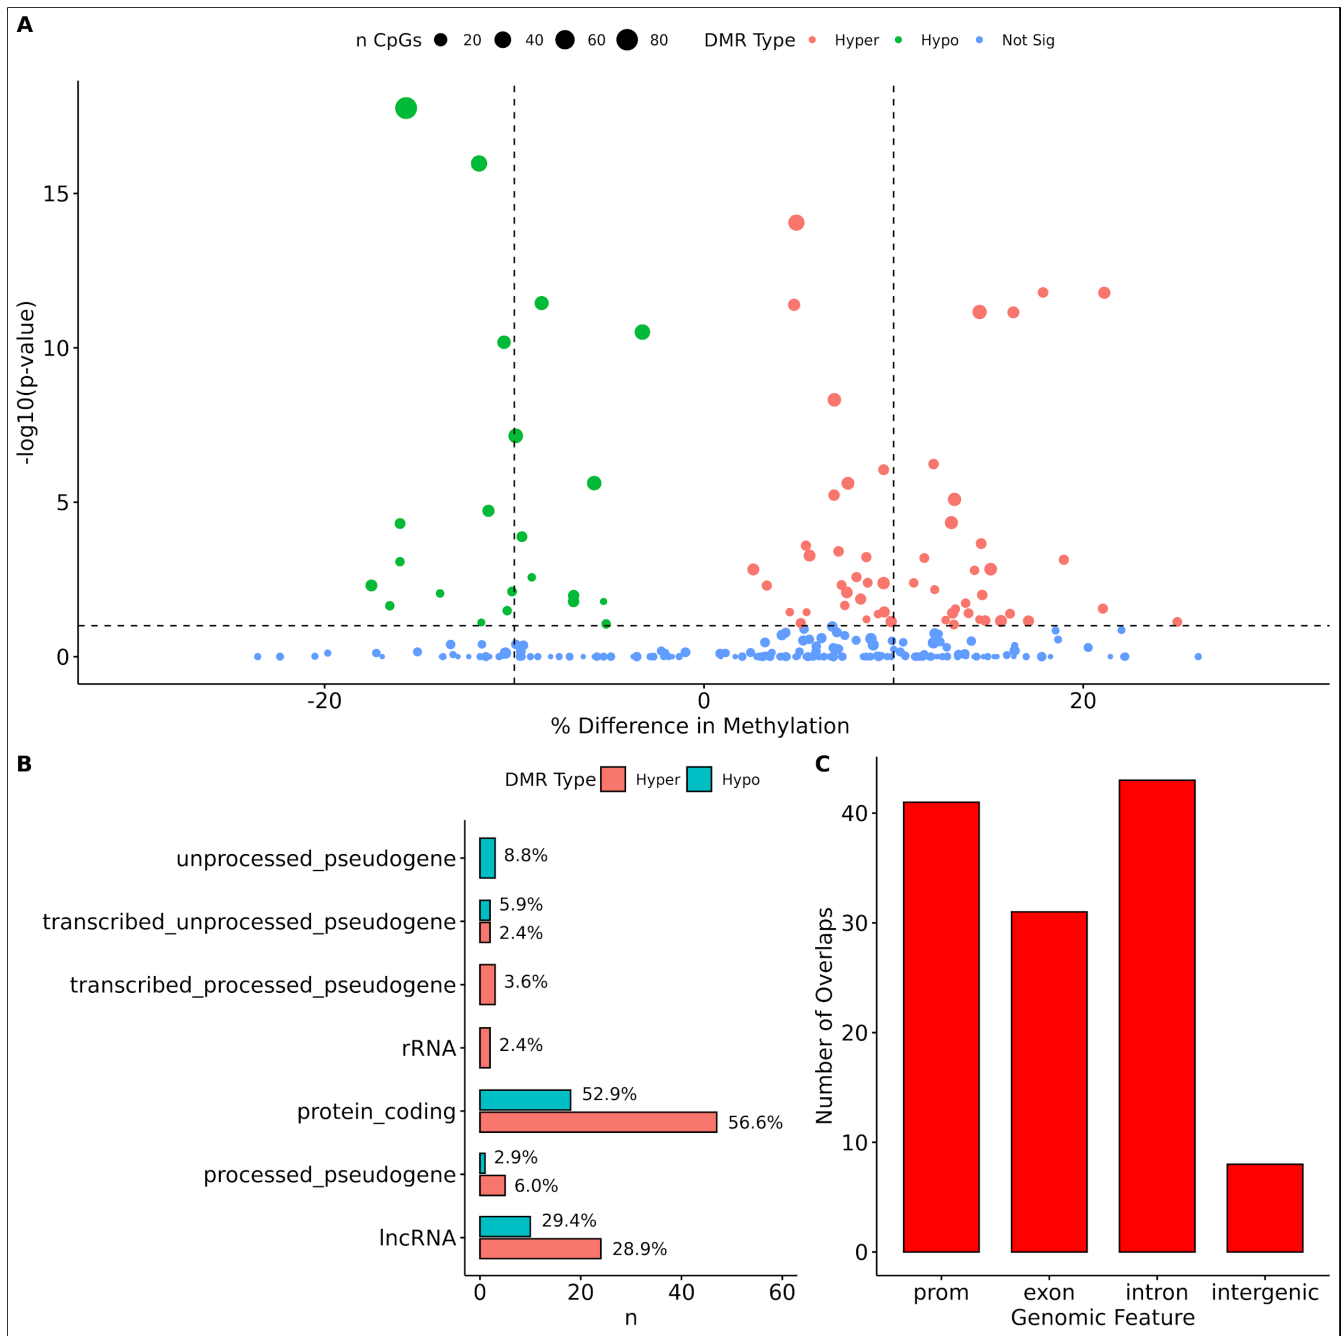 A
n CpGs 20 40 60 80 DMR Type Hyper Hypo Not Sig
-log10(p-value)
15
10
5
0
-20 0 20
% Difference in Methylation
B
DMR Type Hyper Hypo
unprocessed_pseudogene 8.8%
transcribed_unprocessed_pseudogene 5.9%
2.4%
transcribed_processed_pseudogene 3.6%
rRNA 2.4%
protein_coding 52.9%
56.6%
processed_pseudogene 2.9%
6.0%
lncRNA 29.4%
28.9%
0 20 40 60
n
C
Number of Overlaps
40
30
20
10
0
prom exon intron intergenic
Genomic Feature